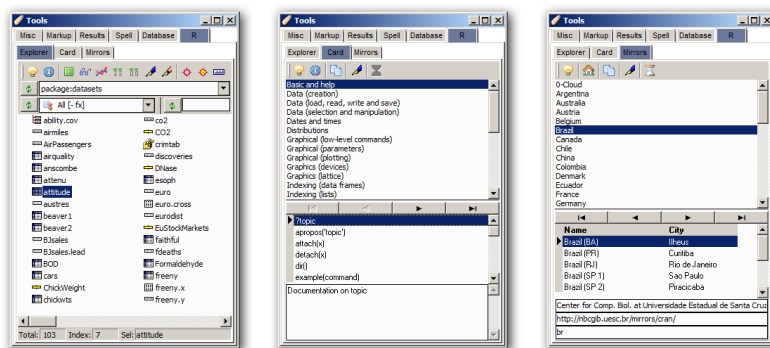 Tools
Misc Markup Results Spell Database R
Explorer Card Mirrors
package:datasets
All [- fx]
ability.cov co2
airmiles CO2
AirPassengers crimtab
airquality discoveries
anscombe DNase
attenu esoph
attitude euro
austres euro.cross
beaver1 eurodist
beaver2 EuStockMarkets
BJsales faithful
BJsales.lead fdeaths
BOD Formaldehyde
cars freeny
ChickWeight freeny.x
chickwts freeny.y
Total: 103 Index: 7 Sel: attitude
Tools
Misc Markup Results Spell Database R
Explorer Card Mirrors
Basic and help
Data (creation)
Data (load, read, write and save)
Data (selection and manipulation)
Dates and times
Distributions
Graphical (low-level commands)
Graphical (parameters)
Graphical (plotting)
Graphics (devices)
Graphics (lattice)
Indexing (data frames)
Indexing (lists)
?topic
apropos('topic')
attach(x)
detach(x)
dir()
example(command)
Documentation on topic
Tools
Misc Markup Results Spell Database R
Explorer Card Mirrors
0-Cloud
Argentina
Australia
Austria
Belgium
Brazil
Canada
Chile
China
Colombia
Denmark
Ecuador
France
Germany
Name City
Brazil (BA) Ilheus
Brazil (PR) Curitiba
Brazil (RJ) Rio de Janeiro
Brazil (SP 1) Sao Paulo
Brazil (SP 2) Piracicaba
Center for Comp. Biol. at Universidade Estadual de Santa Cruz
http://nbcgib.uesc.br/mirrors/cran/
br